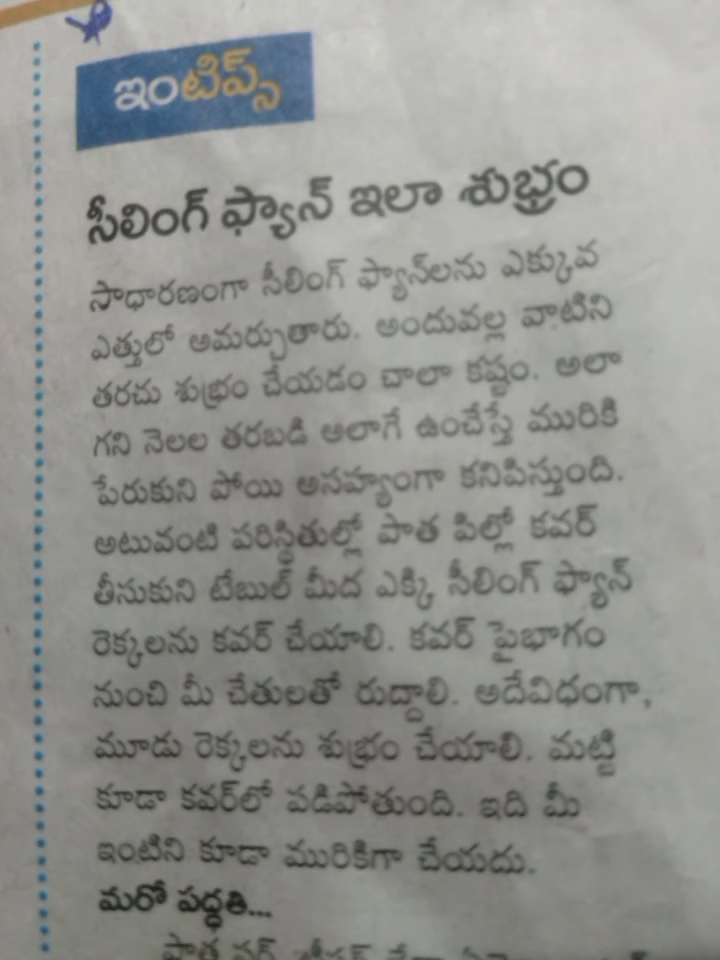 ఇంటిప్స్
సీలింగ్ ఫ్యాన్ ఇలా శుభ్రం
సాధారణంగా సీలింగ్ ఫ్యాన్‌లను ఎక్కువ
ఎత్తులో అమర్చుతారు. అందువల్ల వాటిని
తరచు శుభ్రం చేయడం చాలా కష్టం. అలా
గని నెలల తరబడి అలాగే ఉంచేస్తే మురికి
పేరుకుని పోయి అసహ్యంగా కనిపిస్తుంది.
అటువంటి పరిస్థితుల్లో పాత పిల్లో కవర్
తీసుకుని టేబుల్ మీద ఎక్కి సీలింగ్ ఫ్యాన్
రెక్కలను కవర్ చేయాలి. కవర్ పైభాగం
నుంచి మీ చేతులతో రుద్దాలి. అదేవిధంగా,
మూడు రెక్కలను శుభ్రం చేయాలి. మట్టి
కూడా కవర్‌లో పడిపోతుంది. ఇది మీ
ఇంటిని కూడా మురికిగా చేయదు.
మరో పద్ధతి...
పాత